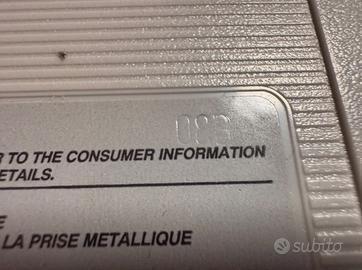 R TO THE CONSUMER INFORMATION
ETAILS.
E
LA PRISE METALLIQUE
subito